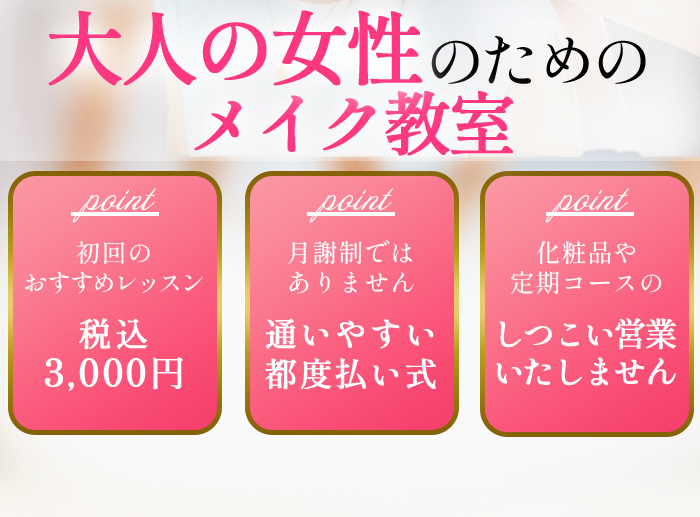 大人の女性のための
メイク教室
point
初回の
おすすめレッスン
税込
3,000円
point
月謝制では
ありません
通いやすい
都度払い式
point
化粧品や
定期コースの
しつこい営業
いたしません